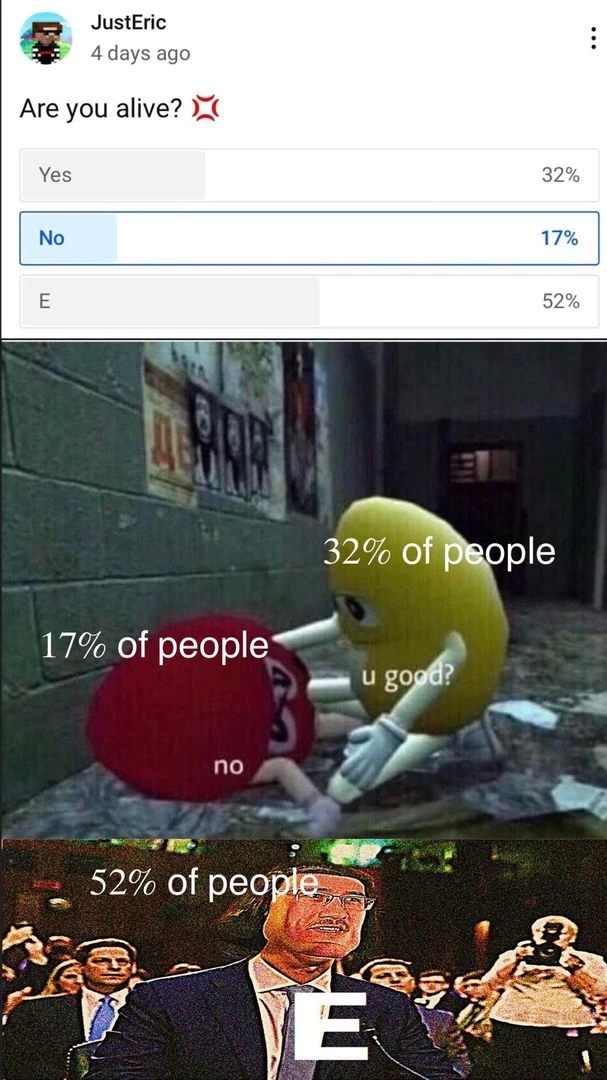 JustEric
4 days ago
Are you alive? 💢
Yes 32%
No 17%
E 52%
32% of people
17% of people
u good?
no
52% of people
E